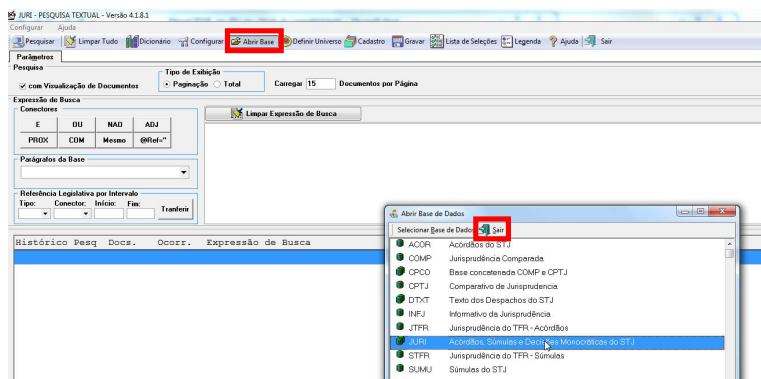 JURI - PESQUISA TEXTUAL - Versão 4.1.8.1
Configurar Ajuda
Pesquisar Limpar Tudo Dicionário Configurar Abrir Base Definir Universo Cadastro Gravar Lista de Seleções Legenda Ajuda Sair
Parâmetros
Pesquisa
com Visualização de Documentos
Tipo de Exibição
Paginação Total
Carregar 15 Documentos por Página
Expressão de Busca
Conectores
E OU NAO ADJ
PROX COM Mesmo @Ref="
Limpar Expressão de Busca
Parágrafos da Base
Referência Legislativa por Intervalo
Tipo: Conector: Início: Fim:
Tranferir
Histórico Pesq Docs. Ocorr. Expressão de Busca
Abrir Base de Dados
Selecionar Base de Dados Sair
ACOR Acórdãos do STJ
COMP Jurisprudência Comparada
CPCO Base concatenada COMP e CPTJ
CPTJ Comparativo de Jurisprudencia
DTXT Texto dos Despachos do STJ
INFJ Informativo da Jurisprudência
JTFR Jurisprudência do TFR - Acórdãos
JURI Acórdãos, Súmulas e Decisões Monocráticas do STJ
STFR Jurisprudência do TFR - Súmulas
SUMU Súmulas do STJ